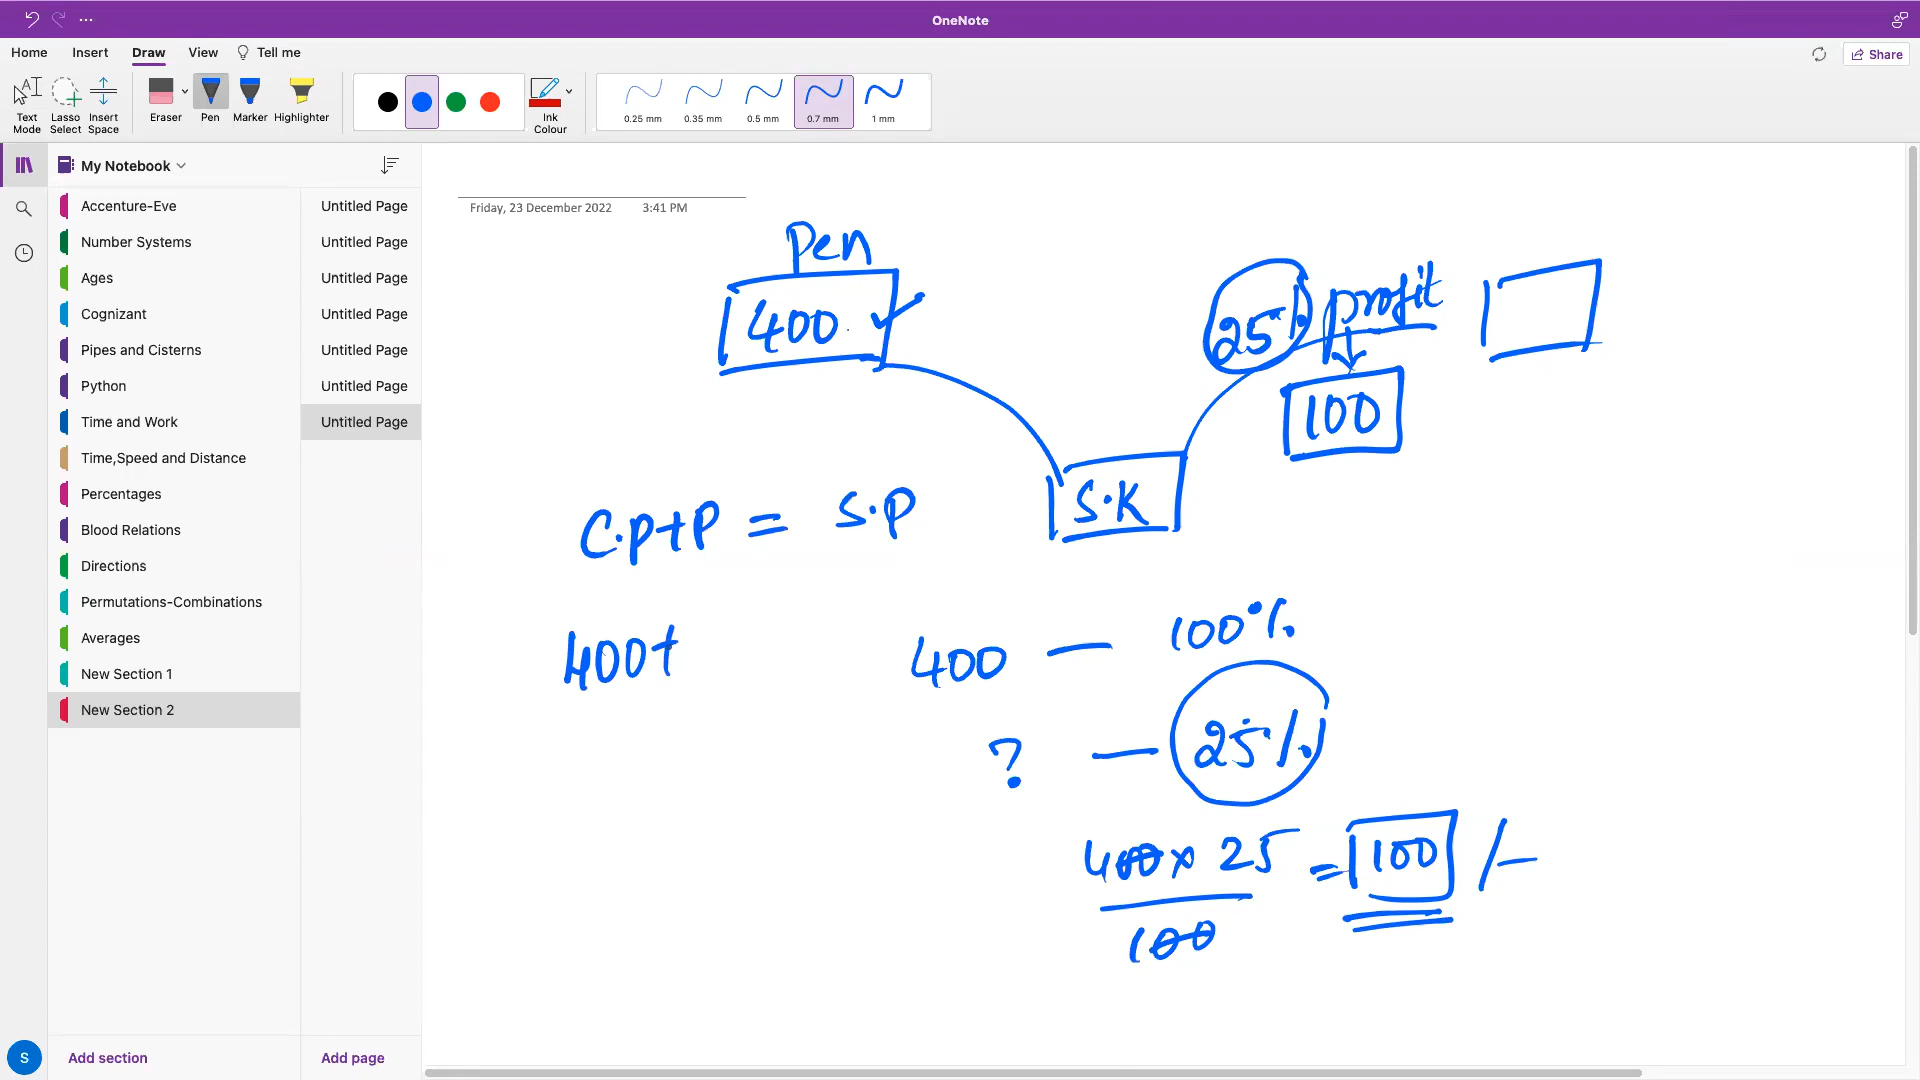 OneNote
Home Insert Draw View Tell me
Share
Text Mode
Lasso Select
Insert Space
Eraser
Pen
Marker
Highlighter
Ink Colour
0.25 mm
0.35 mm
0.5 mm
0.7 mm
1 mm
My Notebook
Accenture-Eve
Number Systems
Ages
Cognizant
Pipes and Cisterns
Python
Time and Work
Time,Speed and Distance
Percentages
Blood Relations
Directions
Permutations-Combinations
Averages
New Section 1
New Section 2
Untitled Page
Untitled Page
Untitled Page
Untitled Page
Untitled Page
Untitled Page
Untitled Page
S
Add section
Add page
Friday, 23 December 2022 3:41 PM
Pen
400
25% profit
100
S.K
C.P+P = S.P
400+
400 — 100%
? — 25%
400 x 25 = 100 /-
100